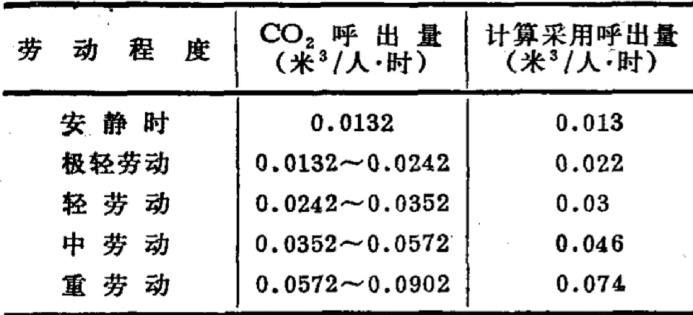 劳动程度 CO₂呼出量 (米³/人·时) 计算采用呼出量 (米³/人·时)
安静时 0.0132 0.013
极轻劳动 0.0132～0.0242 0.022
轻劳动 0.0242～0.0352 0.03
中劳动 0.0352～0.0572 0.046
重劳动 0.0572～0.0902 0.074